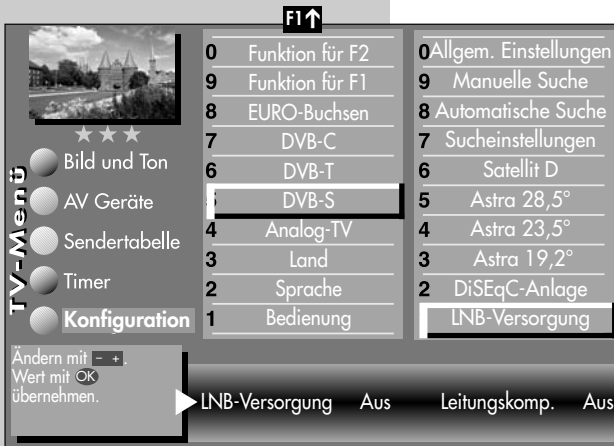 F1↑
TV-Menü
Bild und Ton
AV Geräte
Sendertabelle
Timer
Konfiguration
0 Funktion für F2
9 Funktion für F1
8 EURO-Buchsen
7 DVB-C
6 DVB-T
DVB-S
4 Analog-TV
3 Land
2 Sprache
1 Bedienung
0 Allgem. Einstellungen
9 Manuelle Suche
8 Automatische Suche
7 Sucheinstellungen
6 Satellit D
5 Astra 28,5°
4 Astra 23,5°
3 Astra 19,2°
2 DiSEqC-Anlage
LNB-Versorgung
Ändern mit - +.
Wert mit OK
übernehmen.
LNB-Versorgung Aus Leitungskomp. Aus